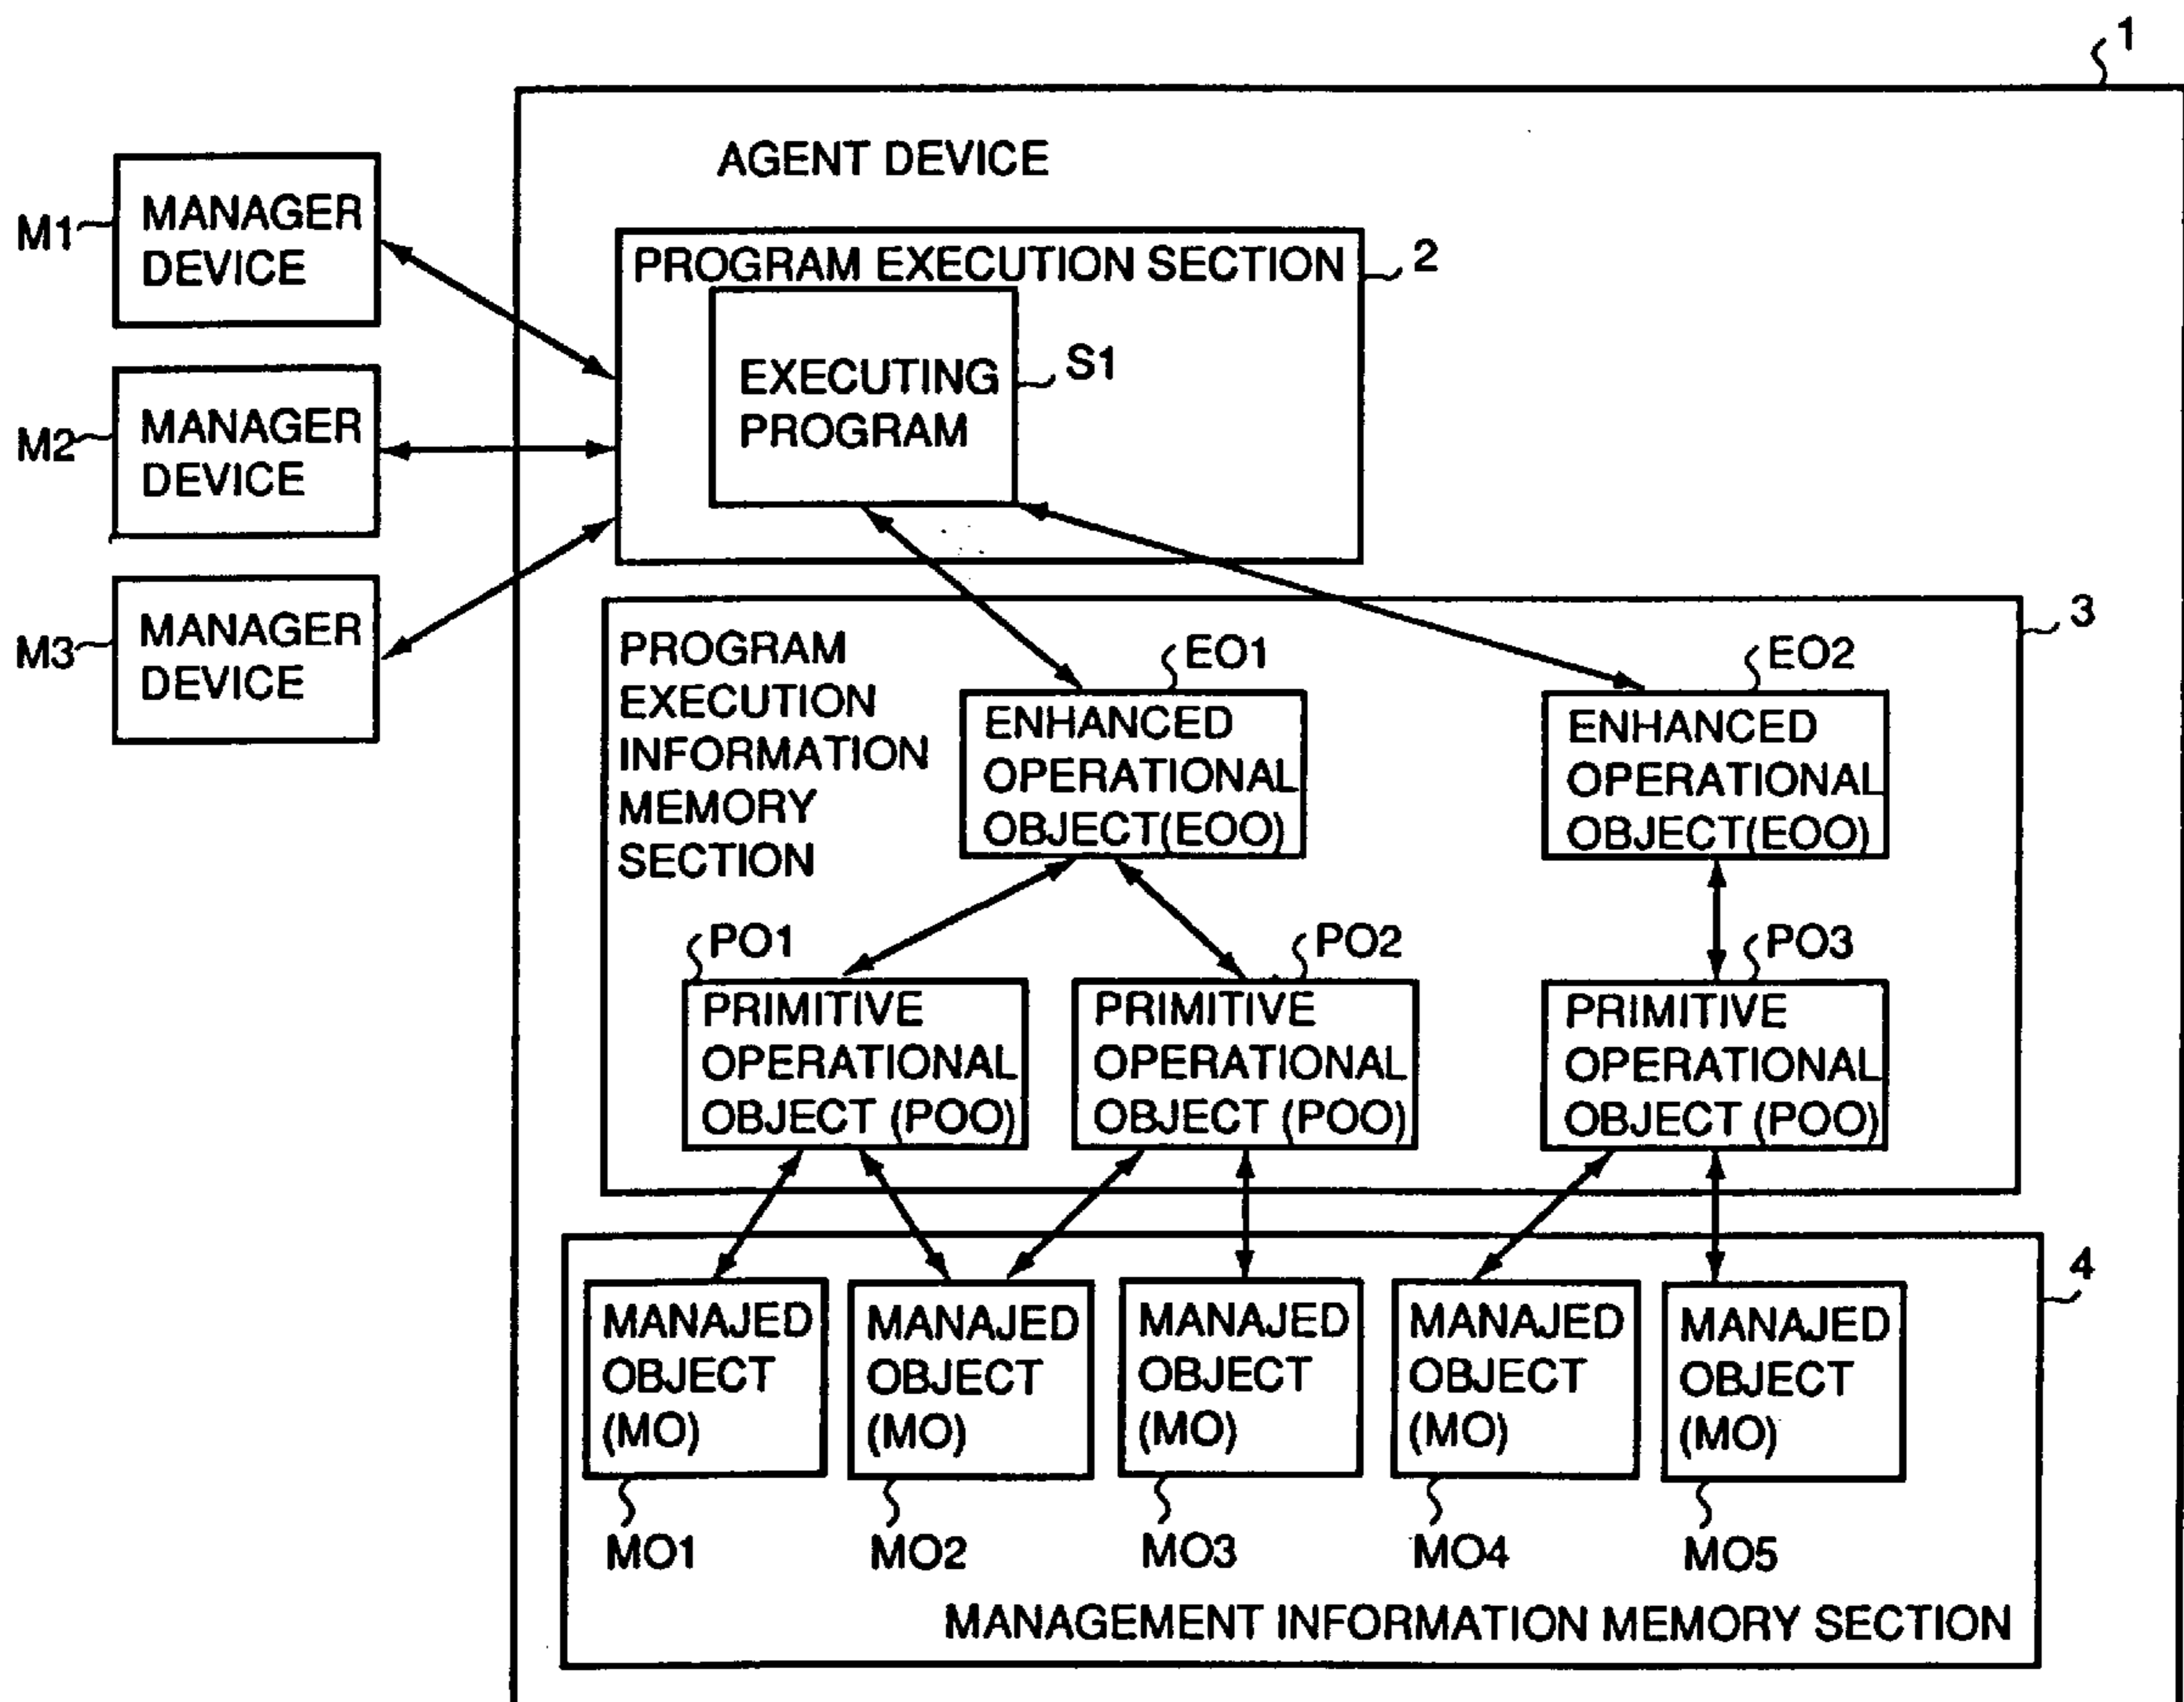 1
AGENT DEVICE
M1
MANAGER
DEVICE
PROGRAM EXECUTION SECTION
2
EXECUTING
PROGRAM
S1
M2
MANAGER
DEVICE
M3
MANAGER
DEVICE
3
PROGRAM
EXECUTION
INFORMATION
MEMORY
SECTION
EO1
ENHANCED
OPERATIONAL
OBJECT(EOO)
EO2
ENHANCED
OPERATIONAL
OBJECT(EOO)
PO1
PRIMITIVE
OPERATIONAL
OBJECT (POO)
PO2
PRIMITIVE
OPERATIONAL
OBJECT (POO)
PO3
PRIMITIVE
OPERATIONAL
OBJECT (POO)
4
MANAJED
OBJECT
(MO)
MO1
MANAJED
OBJECT
(MO)
MO2
MANAJED
OBJECT
(MO)
MO3
MANAJED
OBJECT
(MO)
MO4
MANAJED
OBJECT
(MO)
MO5
MANAGEMENT INFORMATION MEMORY SECTION